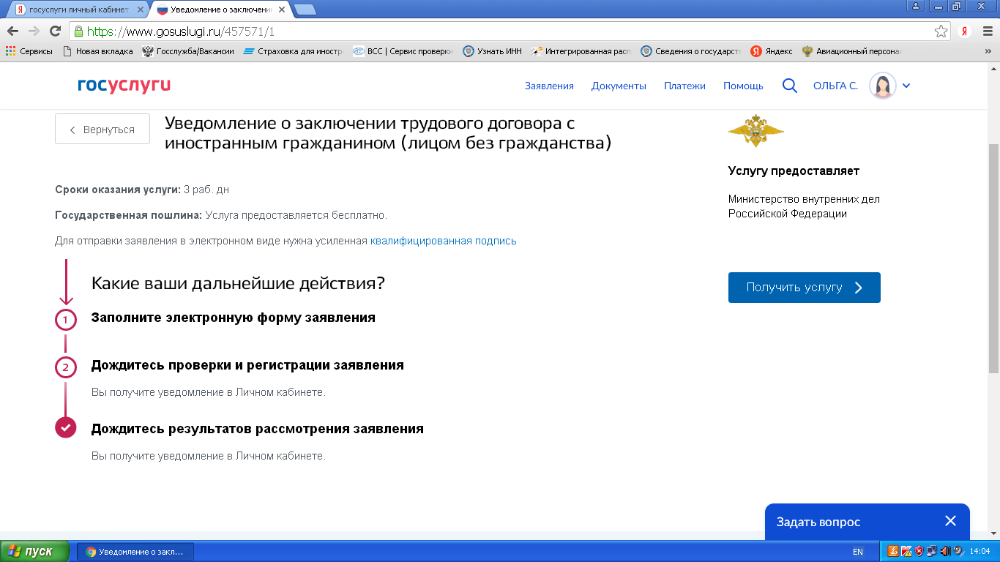 госуслуги личный кабинет
Уведомление о заключени
https://www.gosuslugi.ru/457571/1
Сервисы
Новая вкладка
Госслужба/Вакансии
Страховка для иностр
ВСС | Сервис проверки
Узнать ИНН
Интегрированная расп
Сведения о государст
Яндекс
Авиационный персонал
госуслуги
Заявления
Документы
Платежи
Помощь
ОЛЬГА С.
Вернуться
Уведомление о заключении трудового договора с
иностранным гражданином (лицом без гражданства)
Сроки оказания услуги: 3 раб. дн
Государственная пошлина: Услуга предоставляется бесплатно.
Для отправки заявления в электронном виде нужна усиленная квалифицированная подпись
Какие ваши дальнейшие действия?
1
Заполните электронную форму заявления
2
Дождитесь проверки и регистрации заявления
Вы получите уведомление в Личном кабинете.
Дождитесь результатов рассмотрения заявления
Вы получите уведомление в Личном кабинете.
Услугу предоставляет
Министерство внутренних дел
Российской Федерации
Получить услугу
Задать вопрос
пуск
Уведомление о закл...
EN
14:04